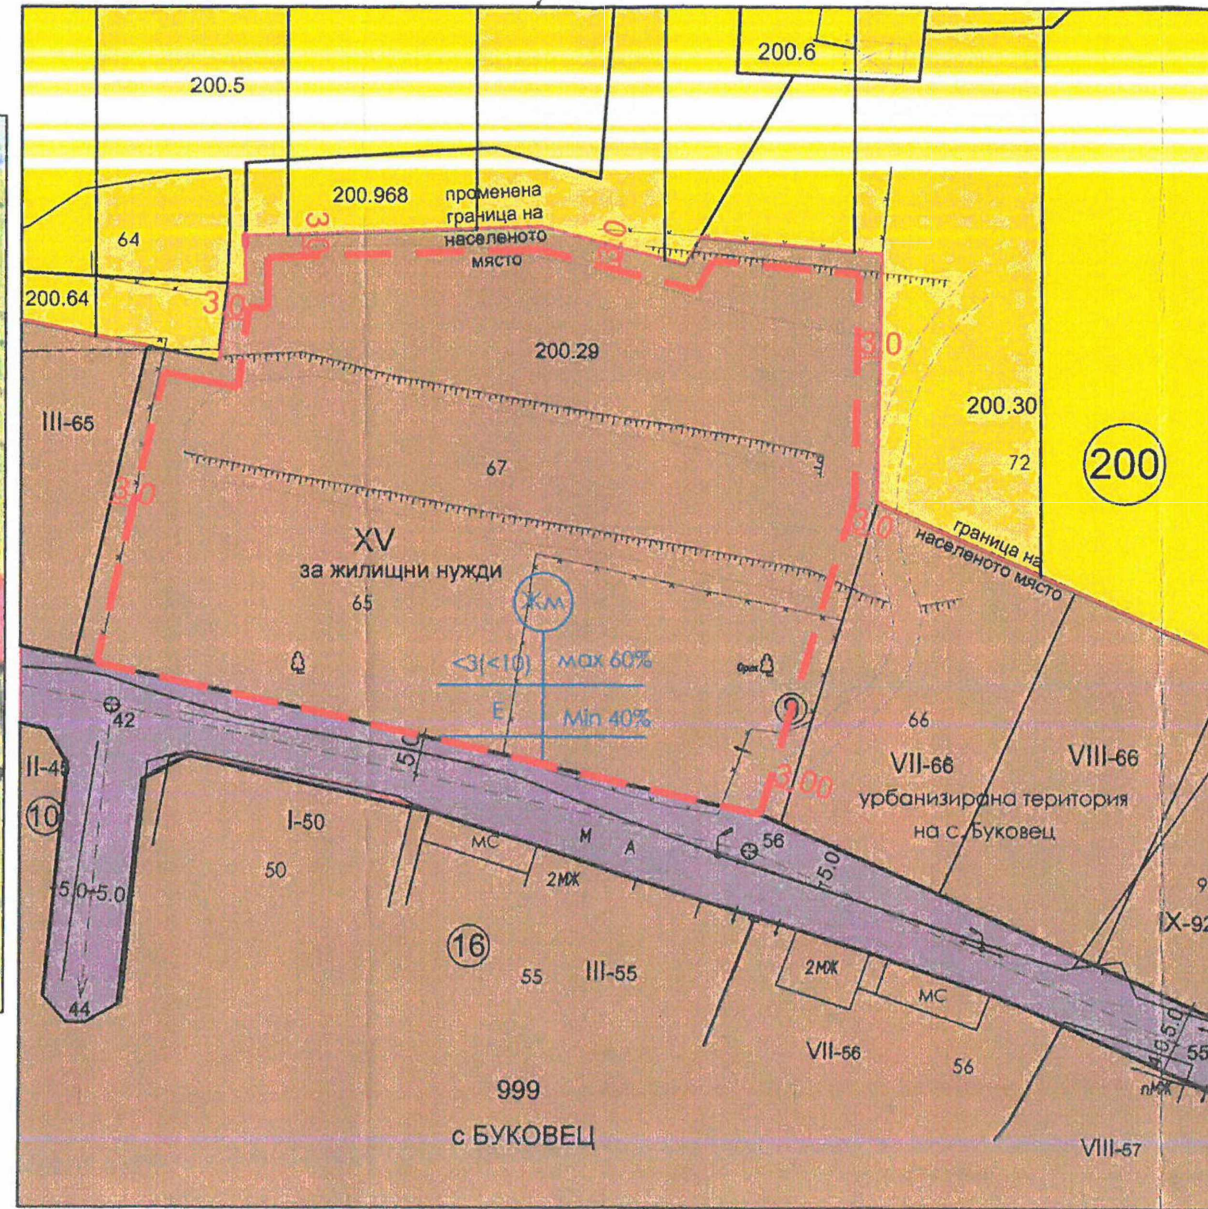 200.5
200.6
200.968
променена
граница на
населеното
място
3.0
3.0
64
200.64
3.0
200.29
3.0
200.30
III-65
72
200
67
3.0
3.0
граница на
населеното място
XV
за жилищни нужди
65
Жм
<3(<10)
max 60%
Е
Min 40%
Орех
66
42
5.0
VII-66
VIII-66
3.00
урбанизирана територия
на с. Буковец
10
I-50
МС
М
А
56
2МЖ
50
5.0
5.0
5.0
16
55
III-55
2МЖ
МС
IX-92
44
VII-56
56
5.0
55
пМЖ
999
с БУКОВЕЦ
VIII-57